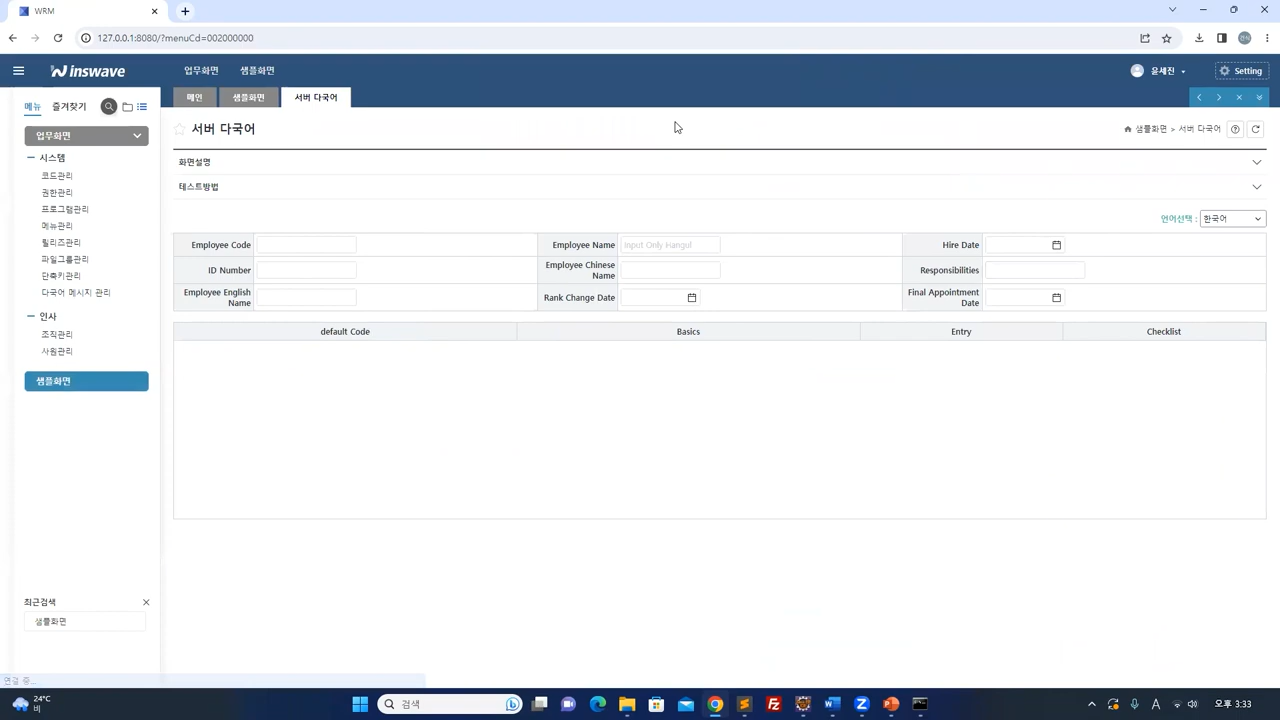 WRM
127.0.0.1:8080/?menuCd=002000000
inswave
업무화면
샘플화면
윤세진
Setting
메뉴
즐겨찾기
메인
샘플화면
서버 다국어
업무화면
시스템
코드관리
권한관리
프로그램관리
메뉴관리
릴리즈관리
파일그룹관리
단축키관리
다국어 메시지 관리
인사
조직관리
사원관리
샘플화면
최근검색
샘플화면
연결 중...
서버 다국어
샘플화면 > 서버 다국어
화면설명
테스트방법
언어선택 :
한국어
Employee Code
Employee Name
Input Only Hangul
Hire Date
ID Number
Employee Chinese
Name
Responsibilities
Employee English
Name
Rank Change Date
Final Appointment
Date
default Code
Basics
Entry
Checklist
24°C
비
검색
A
오후 3:33